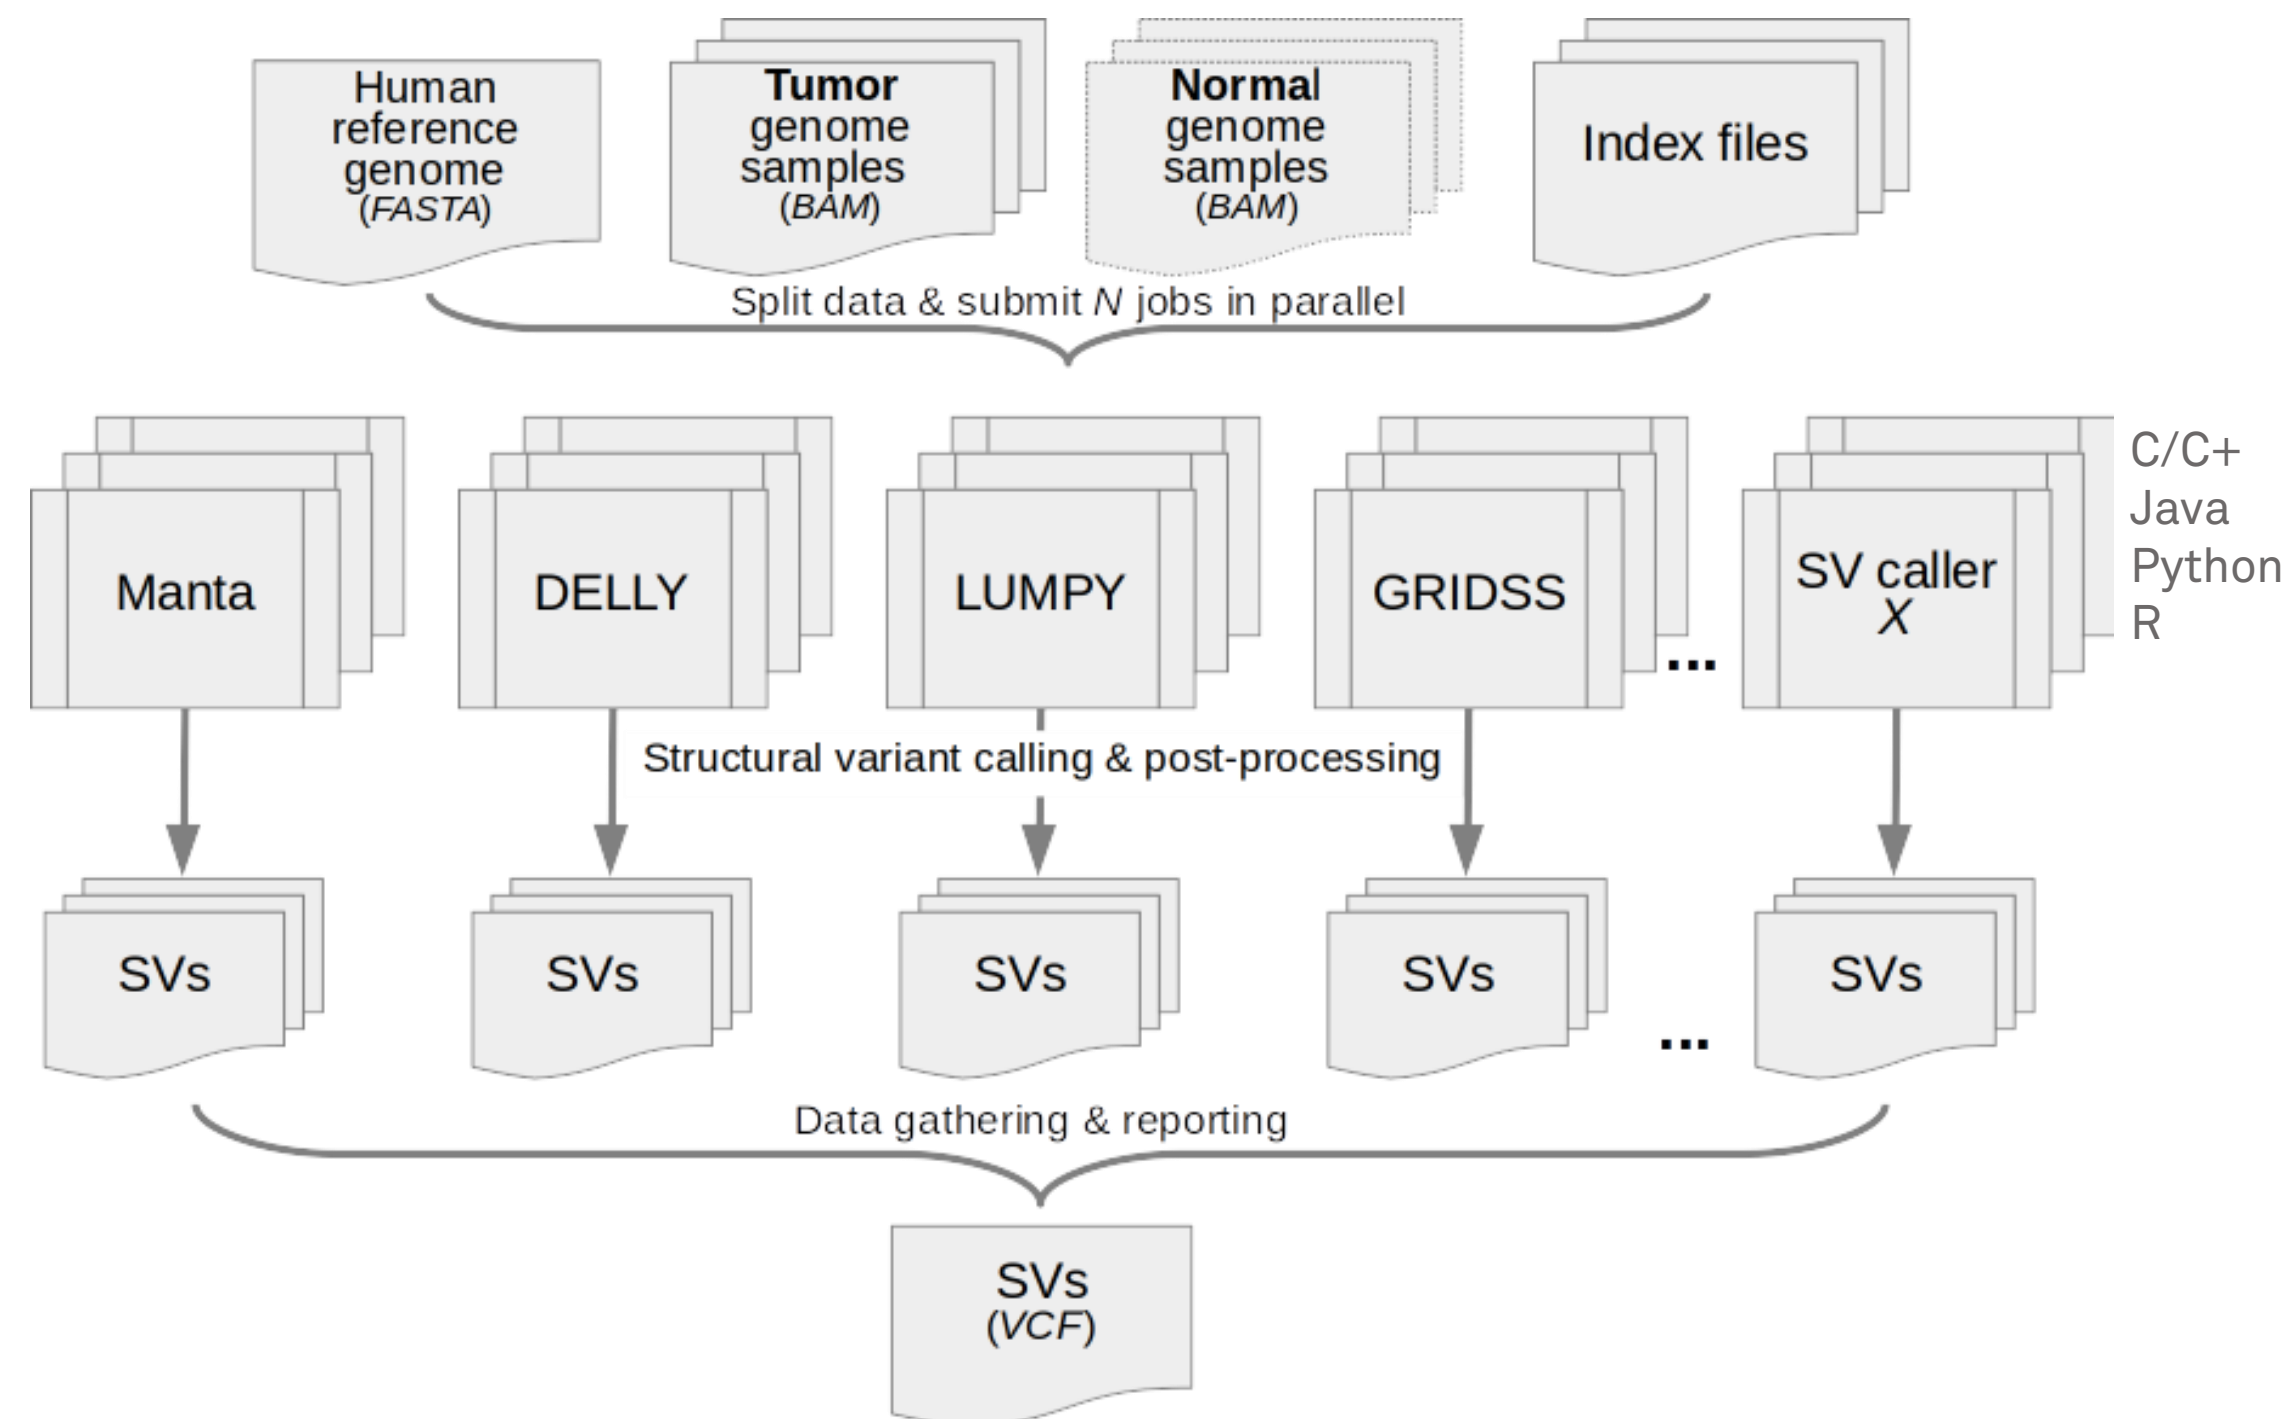 Human
reference
genome
(FASTA)
Tumor
genome
samples
(BAM)
Normal
genome
samples
(BAM)
Index files
Split data & submit N jobs in parallel
Manta
DELLY
LUMPY
GRIDSS
...
SV caller
X
C/C+
Java
Python
R
Structural variant calling & post-processing
SVs
SVs
SVs
SVs
...
SVs
Data gathering & reporting
SVs
(VCF)